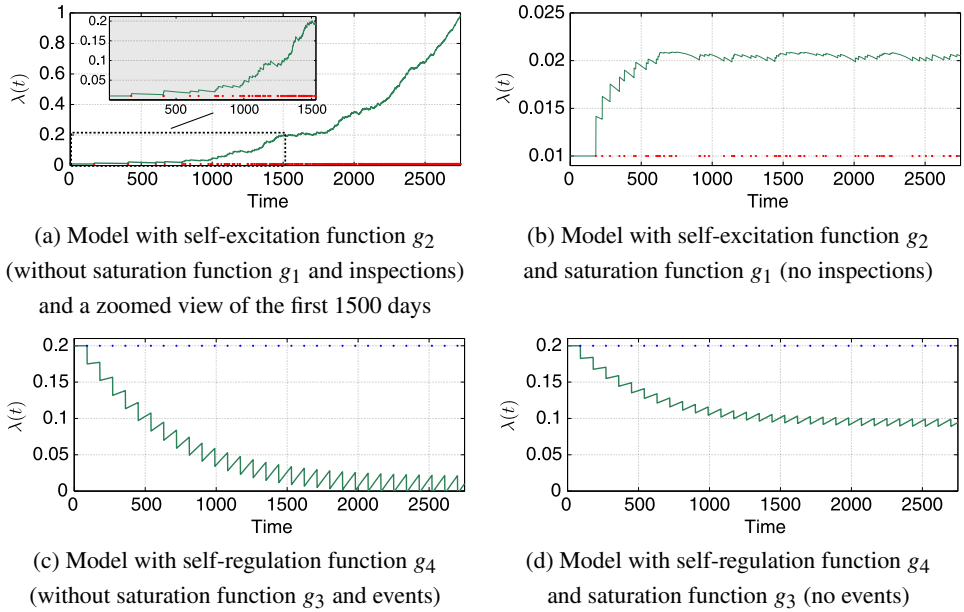 1
0.8
0.6
0.4
0.2
0
λ(t)
0.2
0.15
0.1
0.05
500 1000 1500
0 500 1000 1500 2000 2500
Time
(a) Model with self-excitation function g₂
(without saturation function g₁ and inspections)
and a zoomed view of the first 1500 days
0.025
0.02
0.015
0.01
λ(t)
0 500 1000 1500 2000 2500
Time
(b) Model with self-excitation function g₂
and saturation function g₁ (no inspections)
0.2
0.15
0.1
0.05
0
λ(t)
0 500 1000 1500 2000 2500
Time
(c) Model with self-regulation function g₄
(without saturation function g₃ and events)
0.2
0.15
0.1
0.05
0
λ(t)
0 500 1000 1500 2000 2500
Time
(d) Model with self-regulation function g₄
and saturation function g₃ (no events)